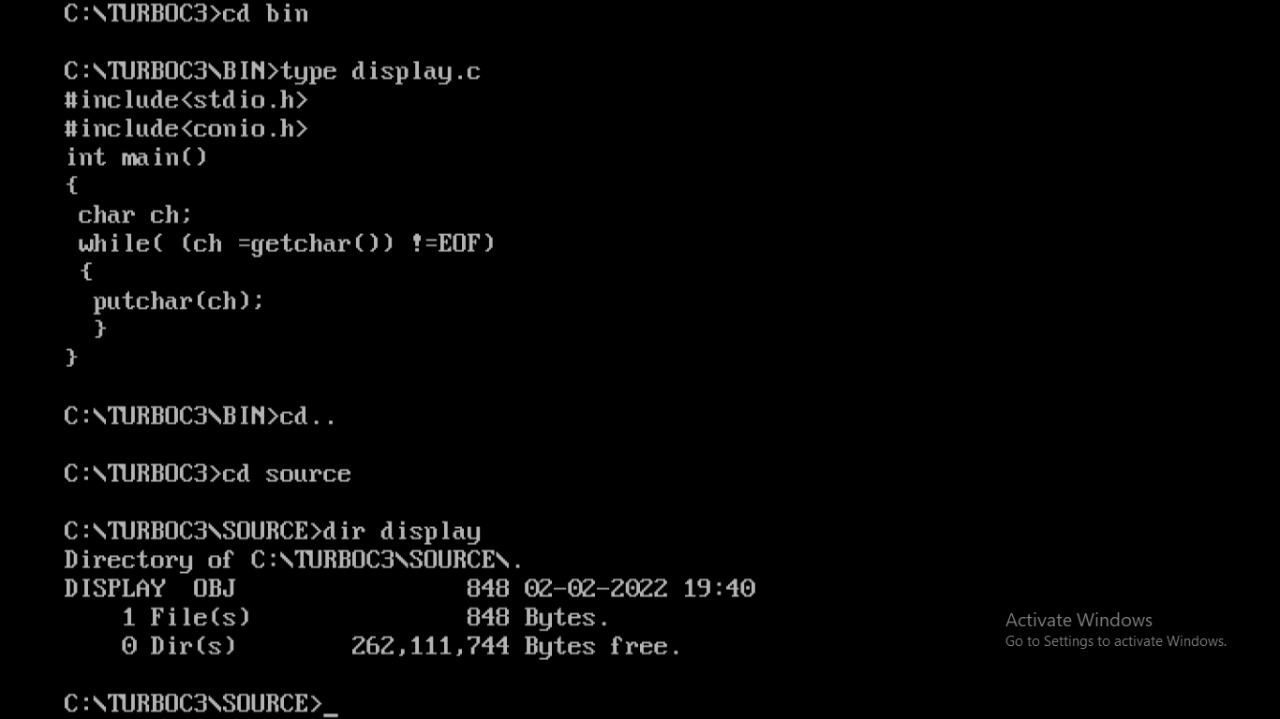 C:\TURBOC3>cd bin
C:\TURBOC3\BIN>type display.c
#include<stdio.h>
#include<conio.h>
int main()
{
 char ch;
 while( (ch =getchar()) !=EOF)
 {
  putchar(ch);
  }
}
C:\TURBOC3\BIN>cd..
C:\TURBOC3>cd source
C:\TURBOC3\SOURCE>dir display
Directory of C:\TURBOC3\SOURCE\.
DISPLAY  OBJ                848 02-02-2022 19:40
    1 File(s)               848 Bytes.
    0 Dir(s)        262,111,744 Bytes free.
C:\TURBOC3\SOURCE>_
Activate Windows
Go to Settings to activate Windows.